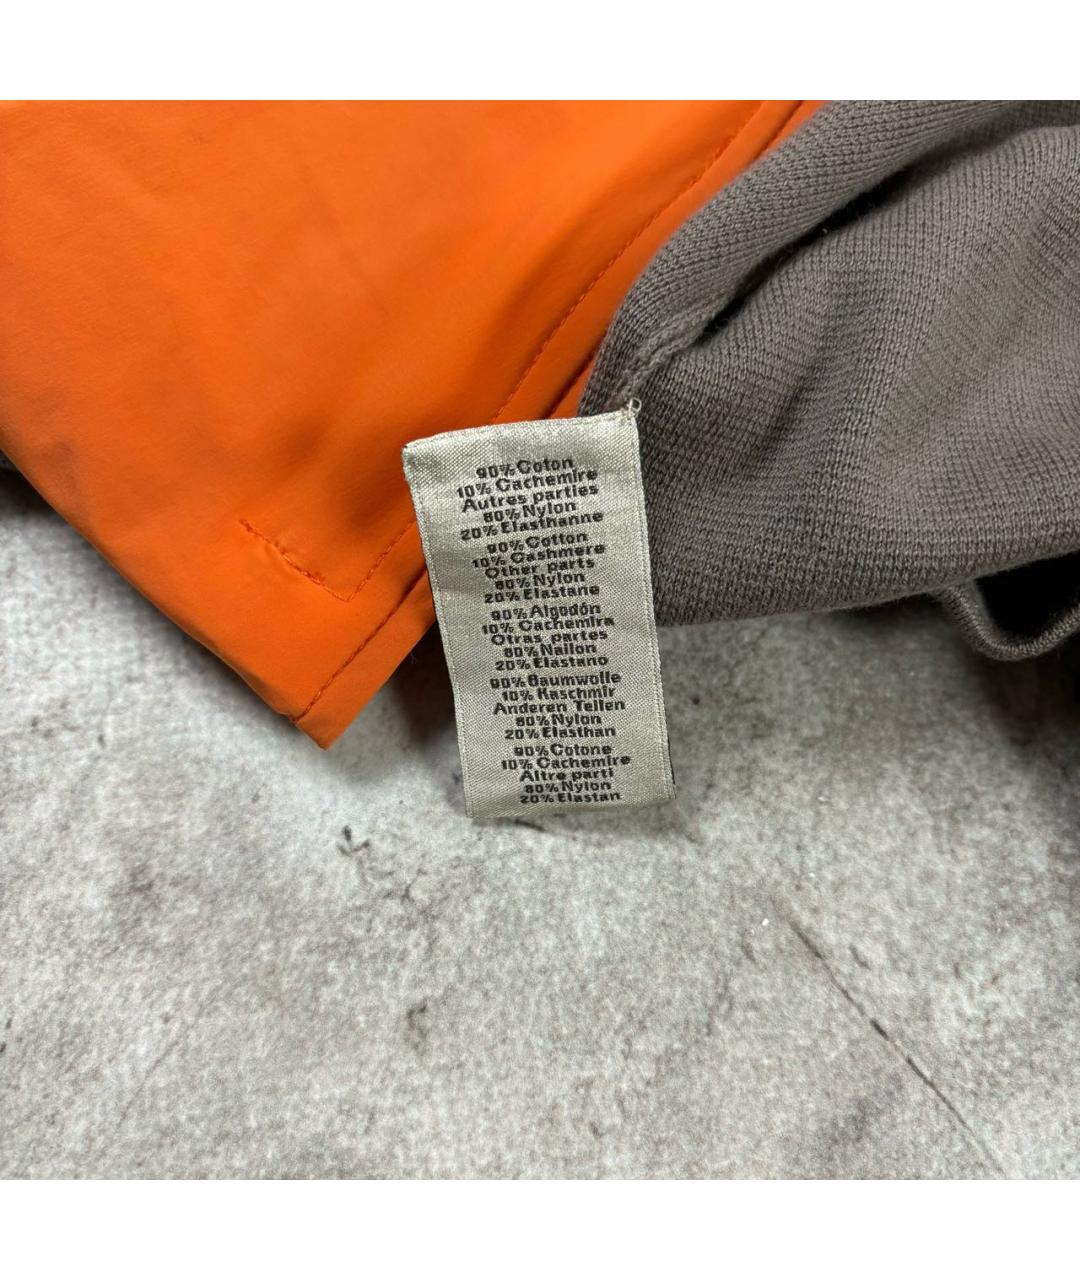 90% Coton
10% Cachemire
Autres parties
80% Nylon
20% Elasthanne
90% Cotton
10% Cashmere
Other parts
80% Nylon
20% Elastane
90% Algodón
10% Cachemira
Otras partes
80% Nailon
20% Elastano
90% Baumwolle
10% Kaschmir
Anderen Teilen
80% Nylon
20% Elasthan
90% Cotone
10% Cachemire
Altre parti
80% Nylon
20% Elastan